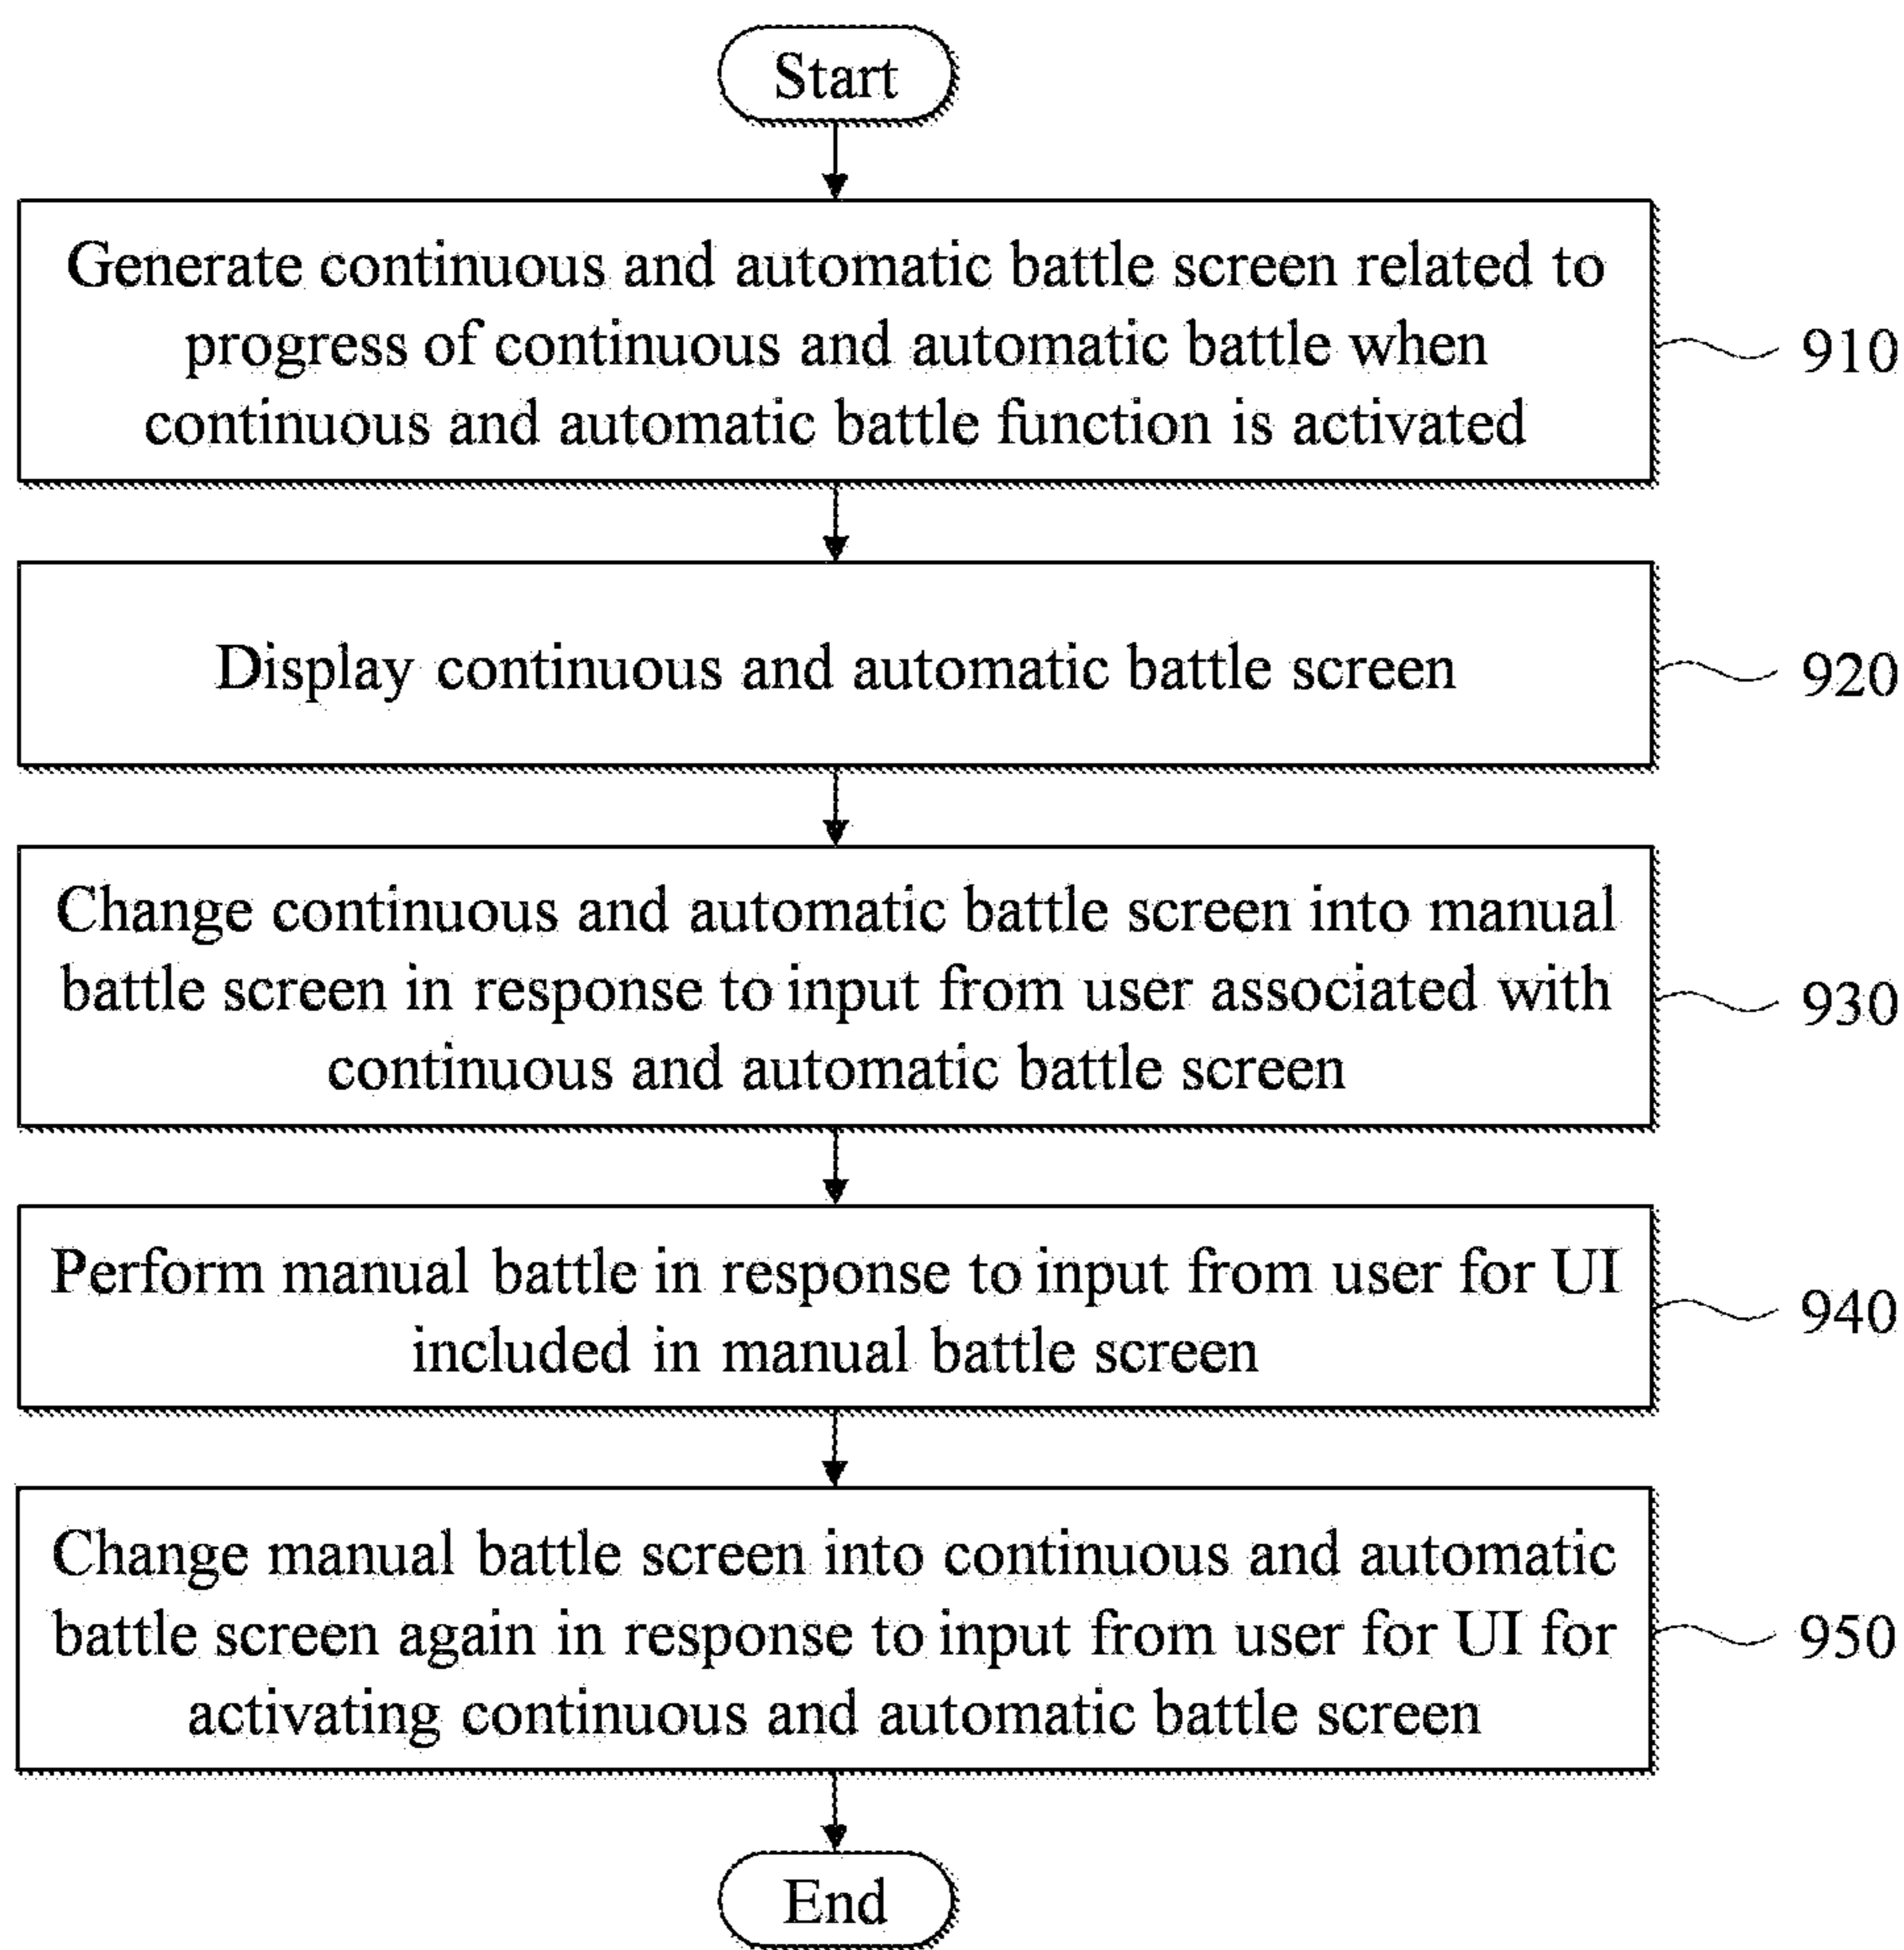 Start
Generate continuous and automatic battle screen related to
progress of continuous and automatic battle when
continuous and automatic battle function is activated
910
Display continuous and automatic battle screen
920
Change continuous and automatic battle screen into manual
battle screen in response to input from user associated with
continuous and automatic battle screen
930
Perform manual battle in response to input from user for UI
included in manual battle screen
940
Change manual battle screen into continuous and automatic
battle screen again in response to input from user for UI for
activating continuous and automatic battle screen
950
End